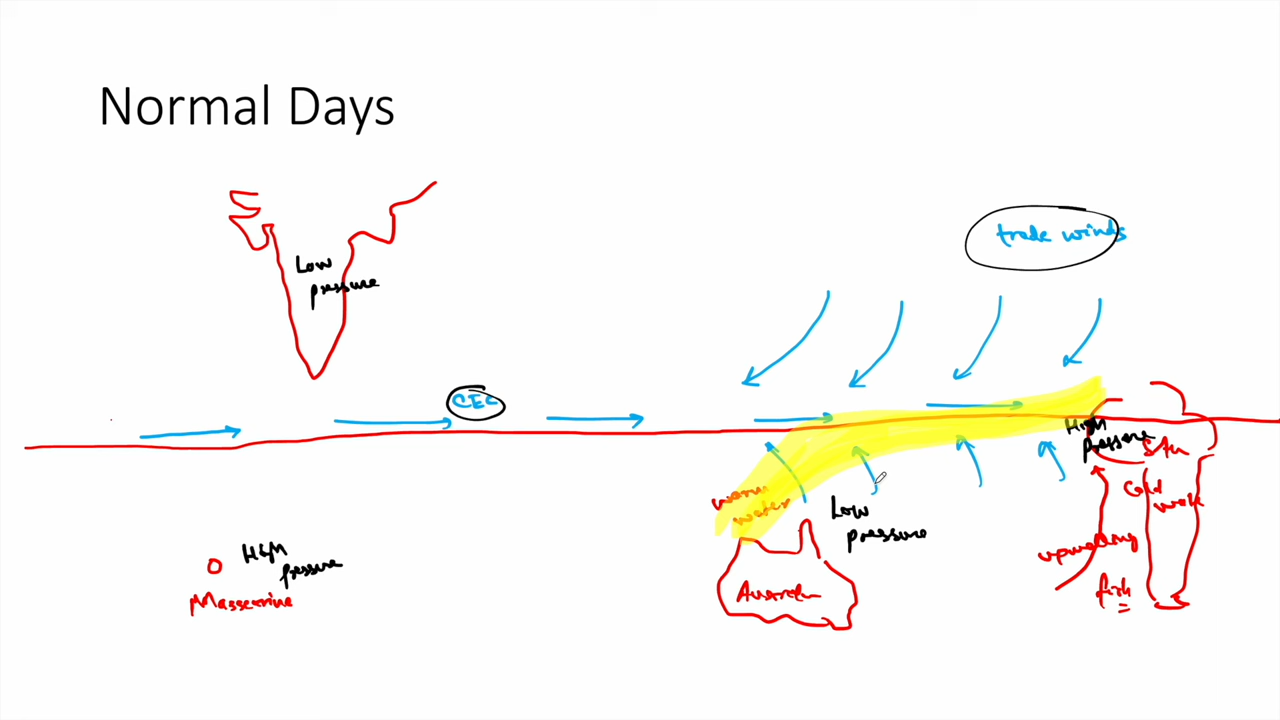 Normal Days
trade winds
Low
pressure
CEC
High
pressure
SAM
warm
water
Cold
Low
pressure
upwelling
High
pressure
fish
Australia